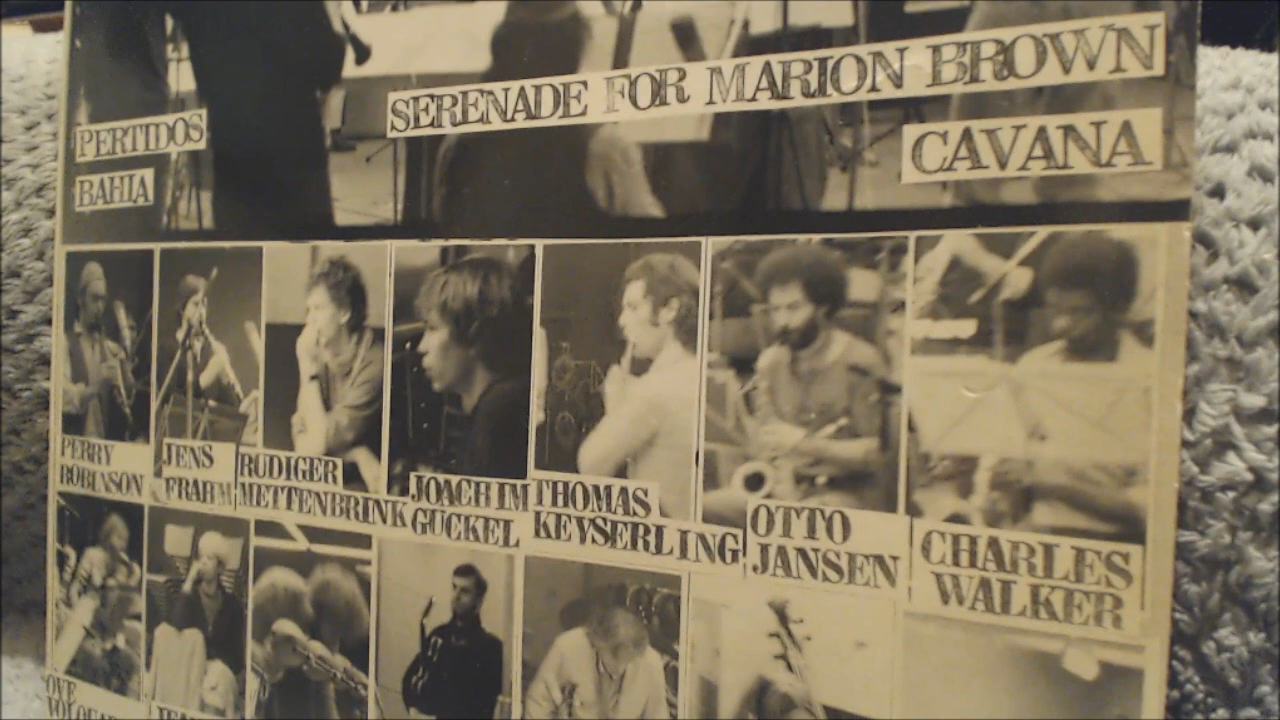 SERENADE FOR MARION BROWN
PERTIDOS
CAVANA
BAHIA
PERRY
ROBINSON
JENS
FRAHM
RUDIGER
METTENBRINK
JOACHIM
GUCKEL
THOMAS
KEYSERLING
OTTO
JANSEN
CHARLES
WALKER
OVE